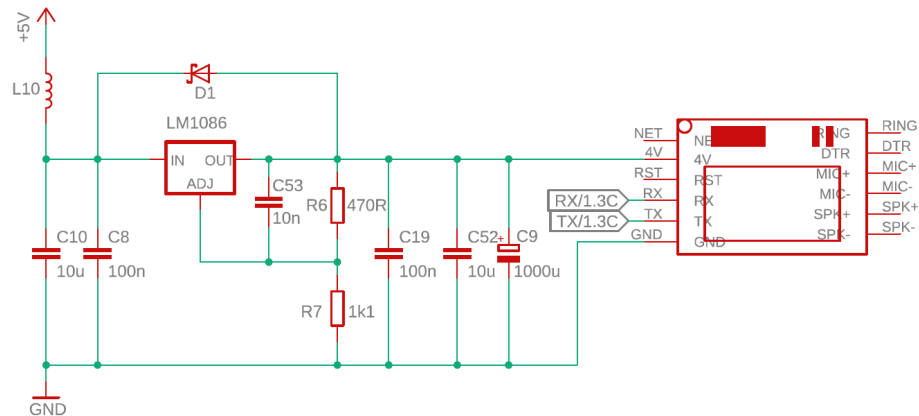 +5V
L10
D1
LM1086
IN
OUT
ADJ
C53
10n
R6
470R
C10
10u
C8
100n
R7
1k1
C19
100n
C52
10u
+
C9
1000u
GND
RX/1.3C
TX/1.3C
NET
4V
RST
RX
TX
GND
NE
4V
RST
RX
TX
GND
RING
DTR
MIC+
MIC-
SPK+
SPK-
RING
DTR
MIC+
MIC-
SPK+
SPK-